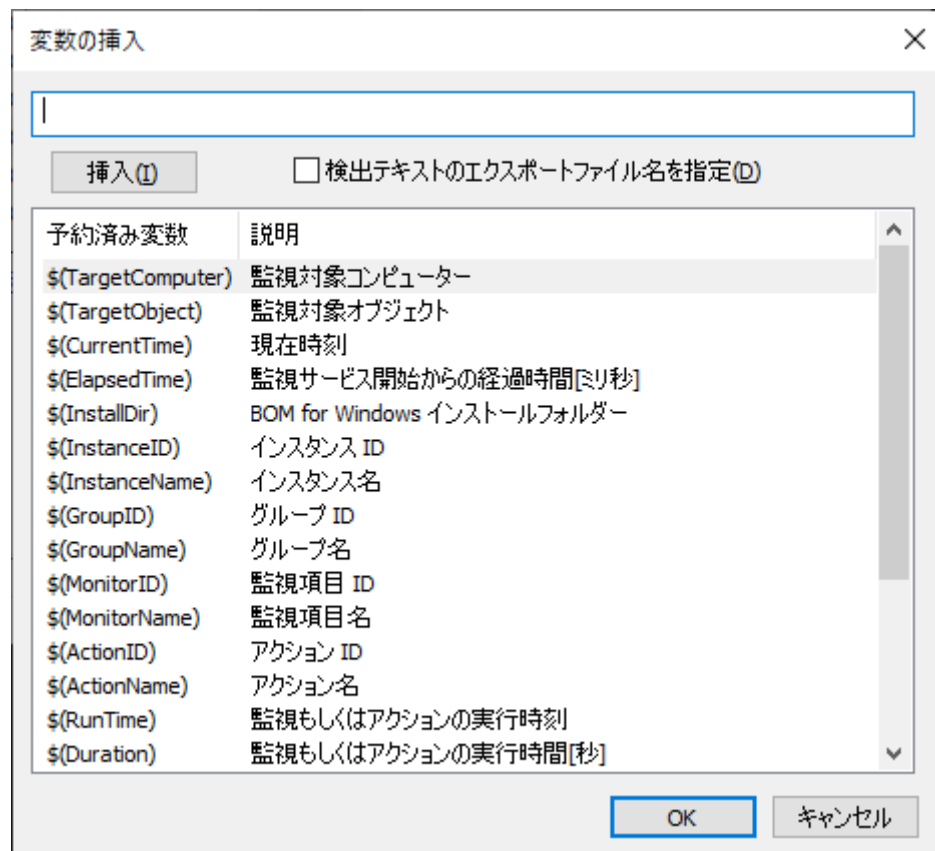 変数の挿入
挿入(I) 検出テキストのエクスポートファイル名を指定(D)
予約済み変数 説明
$(TargetComputer) 監視対象コンピューター
$(TargetObject) 監視対象オブジェクト
$(CurrentTime) 現在時刻
$(ElapsedTime) 監視サービス開始からの経過時間[ミリ秒]
$(InstallDir) BOM for Windows インストールフォルダー
$(InstanceID) インスタンス ID
$(InstanceName) インスタンス名
$(GroupID) グループ ID
$(GroupName) グループ名
$(MonitorID) 監視項目 ID
$(MonitorName) 監視項目名
$(ActionID) アクション ID
$(ActionName) アクション名
$(RunTime) 監視もしくはアクションの実行時刻
$(Duration) 監視もしくはアクションの実行時間[秒]
OK キャンセル